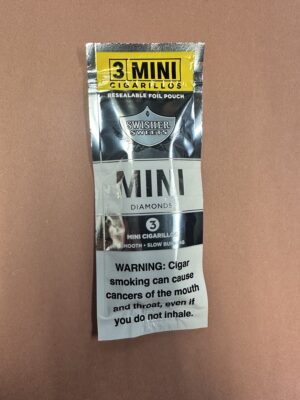 3 MINI
CIGARILLOS
RESEALABLE FOIL POUCH
SWISHER
SWEETS
MINI
DIAMONDS
3
MINI CIGARILLOS
SMOOTH • SLOW BURNING
WARNING: Cigar
smoking can cause
cancers of the mouth
and throat, even if
you do not inhale.